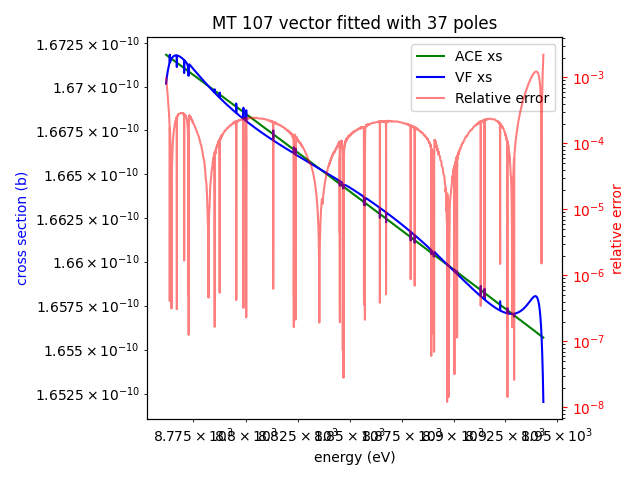 MT 107 vector fitted with 37 poles
ACE xs
VF xs
Relative error
1.6725 × 10⁻¹⁰
1.67 × 10⁻¹⁰
1.6675 × 10⁻¹⁰
1.665 × 10⁻¹⁰
1.6625 × 10⁻¹⁰
1.66 × 10⁻¹⁰
1.6575 × 10⁻¹⁰
1.655 × 10⁻¹⁰
1.6525 × 10⁻¹⁰
cross section (b)
10⁻³
10⁻⁴
10⁻⁵
10⁻⁶
10⁻⁷
10⁻⁸
relative error
energy (eV)